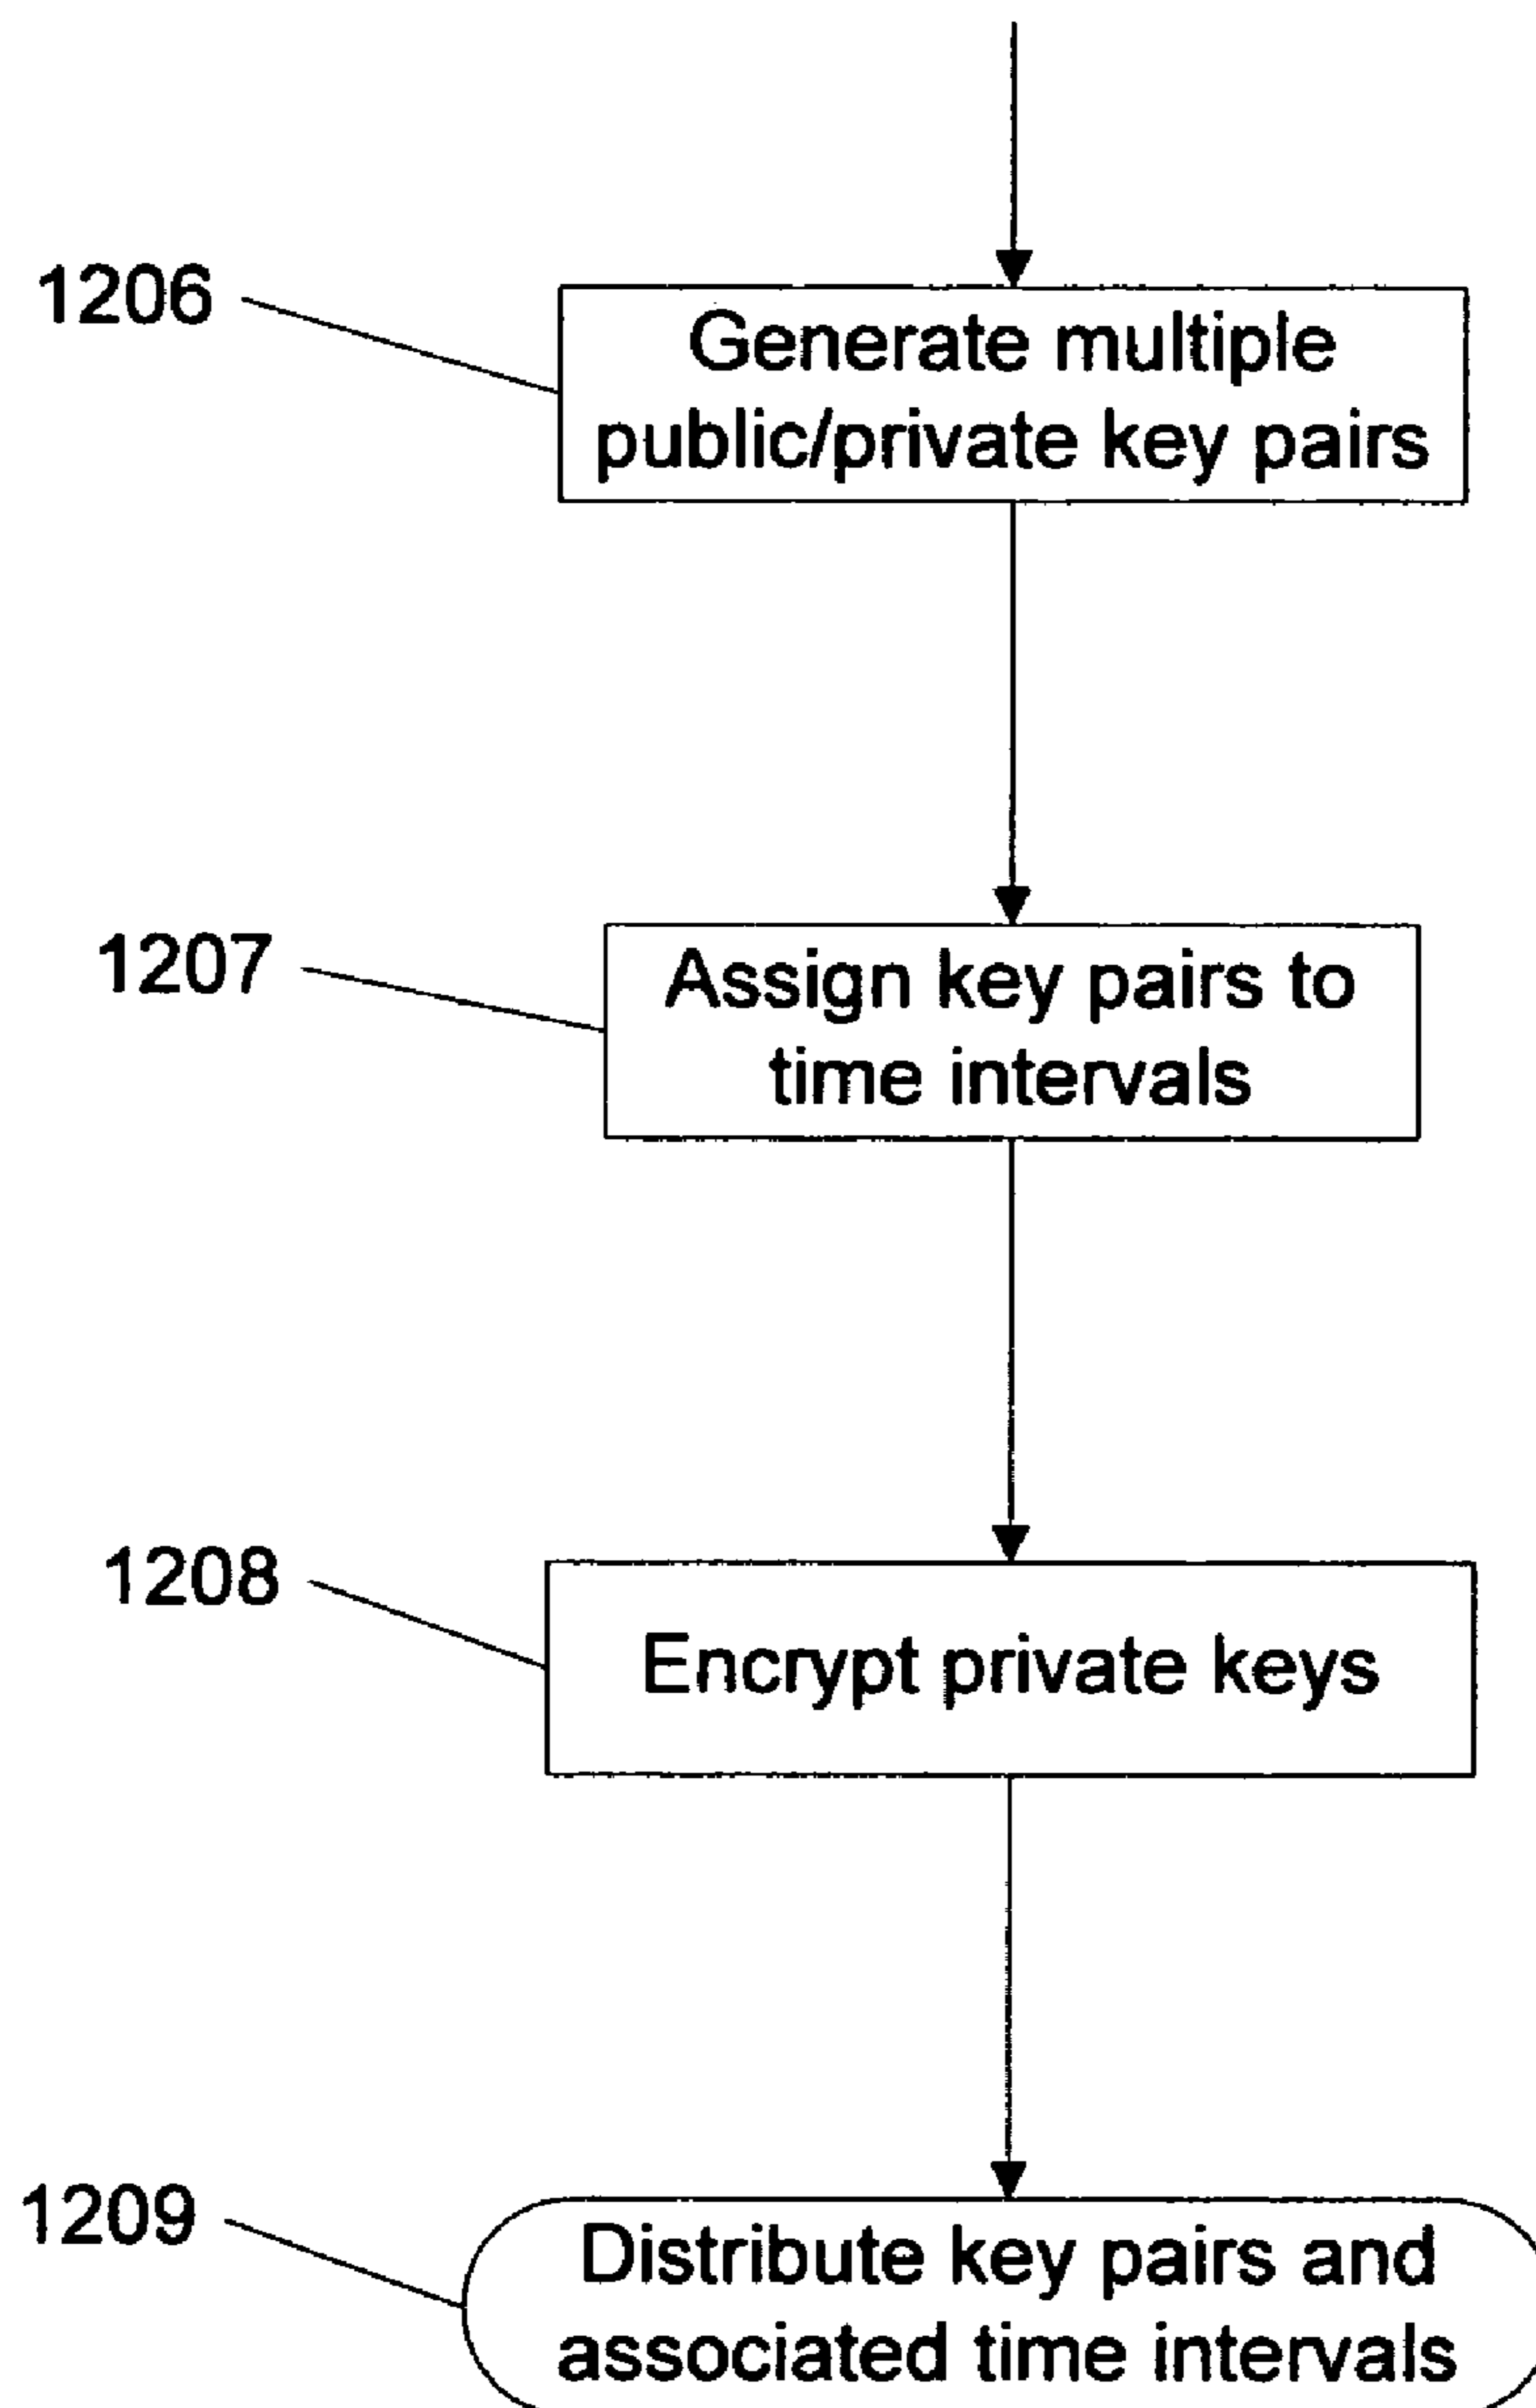 1206
Generate multiple
public/private key pairs
1207
Assign key pairs to
time intervals
1208
Encrypt private keys
1209
Distribute key pairs and
associated time intervals